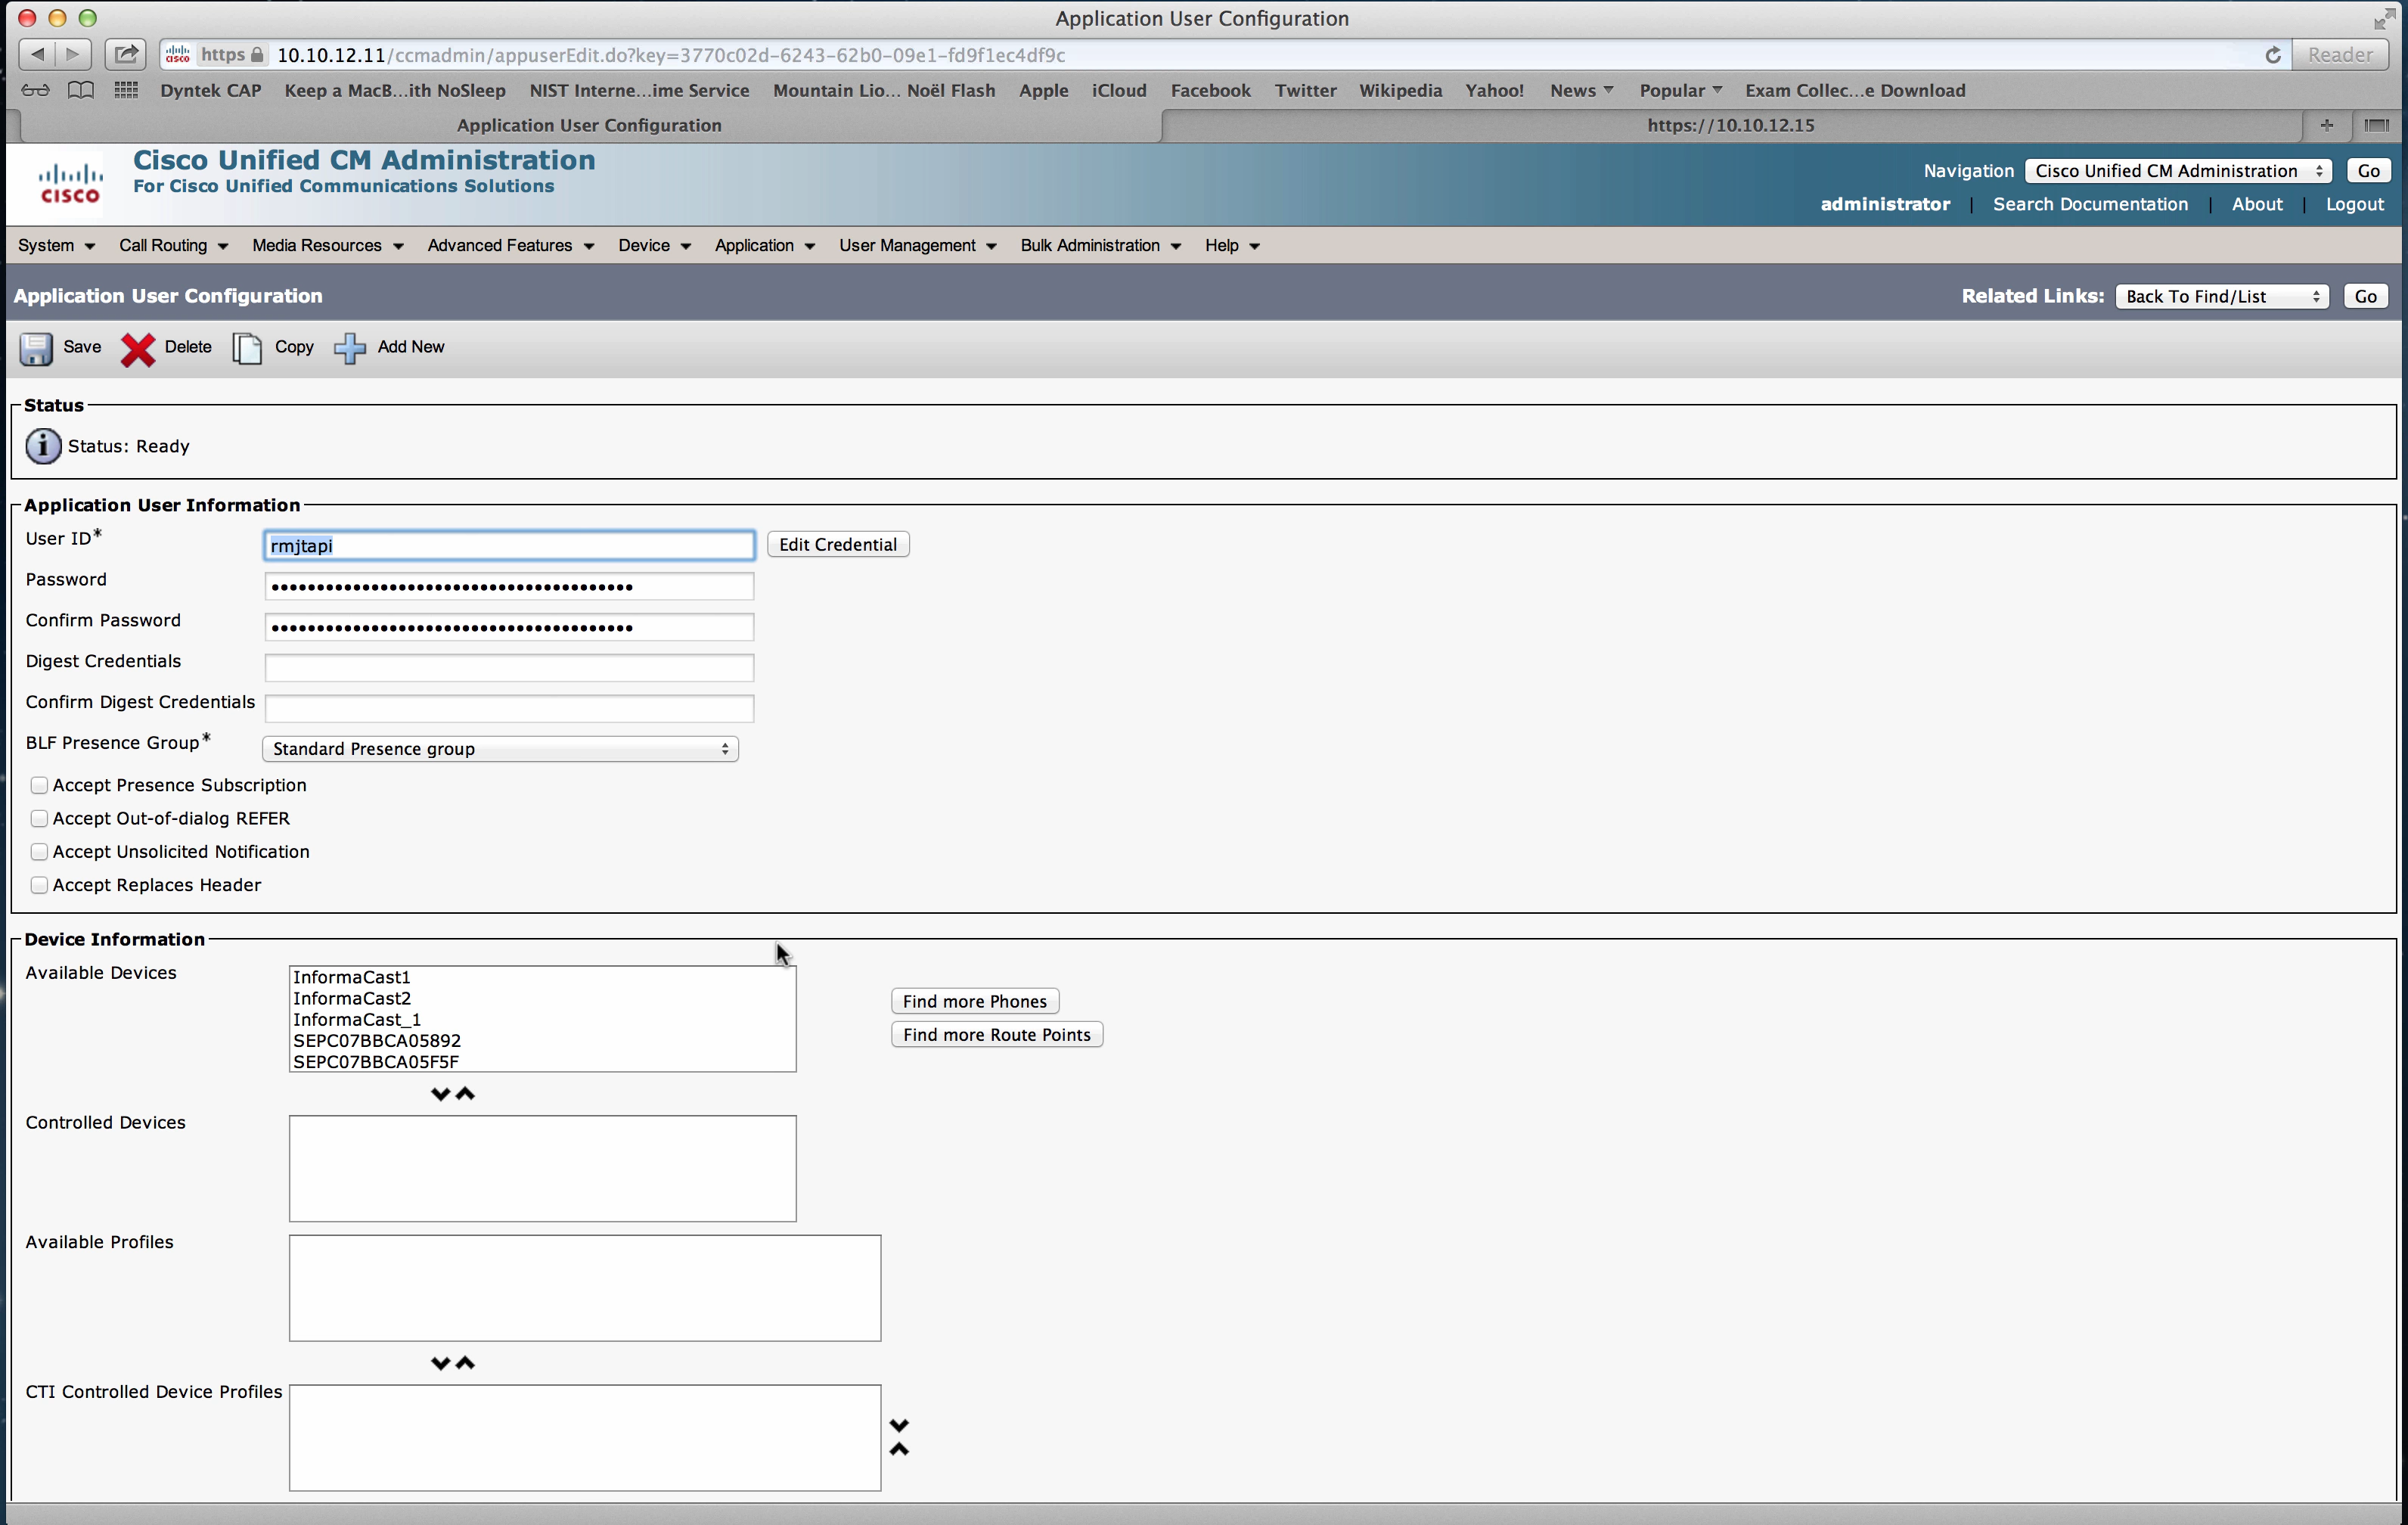 Application User Configuration
https 10.10.12.11/ccmadmin/appuserEdit.do?key=3770c02d-6243-62b0-09e1-fd9f1ec4df9c
Reader
Dyntek CAP Keep a MacB...ith NoSleep NIST Interne...ime Service Mountain Lio... Noël Flash Apple iCloud Facebook Twitter Wikipedia Yahoo! News Popular Exam Collec...e Download
Application User Configuration https://10.10.12.15
CISCO
Cisco Unified CM Administration
For Cisco Unified Communications Solutions
Navigation Cisco Unified CM Administration Go
administrator | Search Documentation | About | Logout
System Call Routing Media Resources Advanced Features Device Application User Management Bulk Administration Help
Application User Configuration
Related Links: Back To Find/List Go
Save Delete Copy Add New
Status
Status: Ready
Application User Information
User ID* rmjtapi Edit Credential
Password ••••••••••••••••••••••••••••••••••••••••
Confirm Password ••••••••••••••••••••••••••••••••••••••••
Digest Credentials
Confirm Digest Credentials
BLF Presence Group* Standard Presence group
Accept Presence Subscription
Accept Out-of-dialog REFER
Accept Unsolicited Notification
Accept Replaces Header
Device Information
Available Devices
InformaCast1
InformaCast2
InformaCast_1
SEPC07BBCA05892
SEPC07BBCA05F5F
Find more Phones
Find more Route Points
Controlled Devices
Available Profiles
CTI Controlled Device Profiles